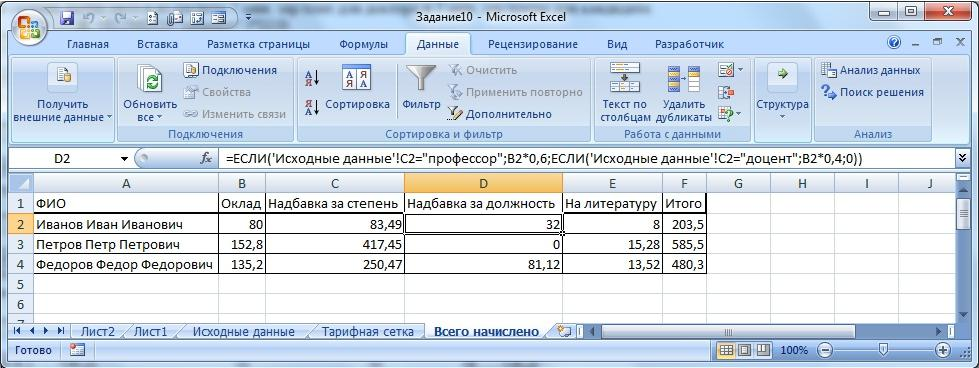 Задание10 - Microsoft Excel
Главная Вставка Разметка страницы Формулы Данные Рецензирование Вид Разработчик
Получить внешние данные
Обновить все
Подключения
Свойства
Изменить связи
Подключения
Сортировка
Фильтр
Очистить
Применить повторно
Дополнительно
Сортировка и фильтр
Текст по столбцам
Удалить дубликаты
Работа с данными
Структура
Анализ данных
Поиск решения
Анализ
D2 fx =ЕСЛИ('Исходные данные'!C2="профессор";B2*0,6;ЕСЛИ('Исходные данные'!C2="доцент";B2*0,4;0))
A B C D E F G H I J
1 ФИО Оклад Надбавка за степень Надбавка за должность На литературу Итого
2 Иванов Иван Иванович 80 83,49 32 8 203,5
3 Петров Петр Петрович 152,8 417,45 0 15,28 585,5
4 Федоров Федор Федорович 135,2 250,47 81,12 13,52 480,3
5
6
Лист2 Лист1 Исходные данные Тарифная сетка Всего начислено
Готово 100%